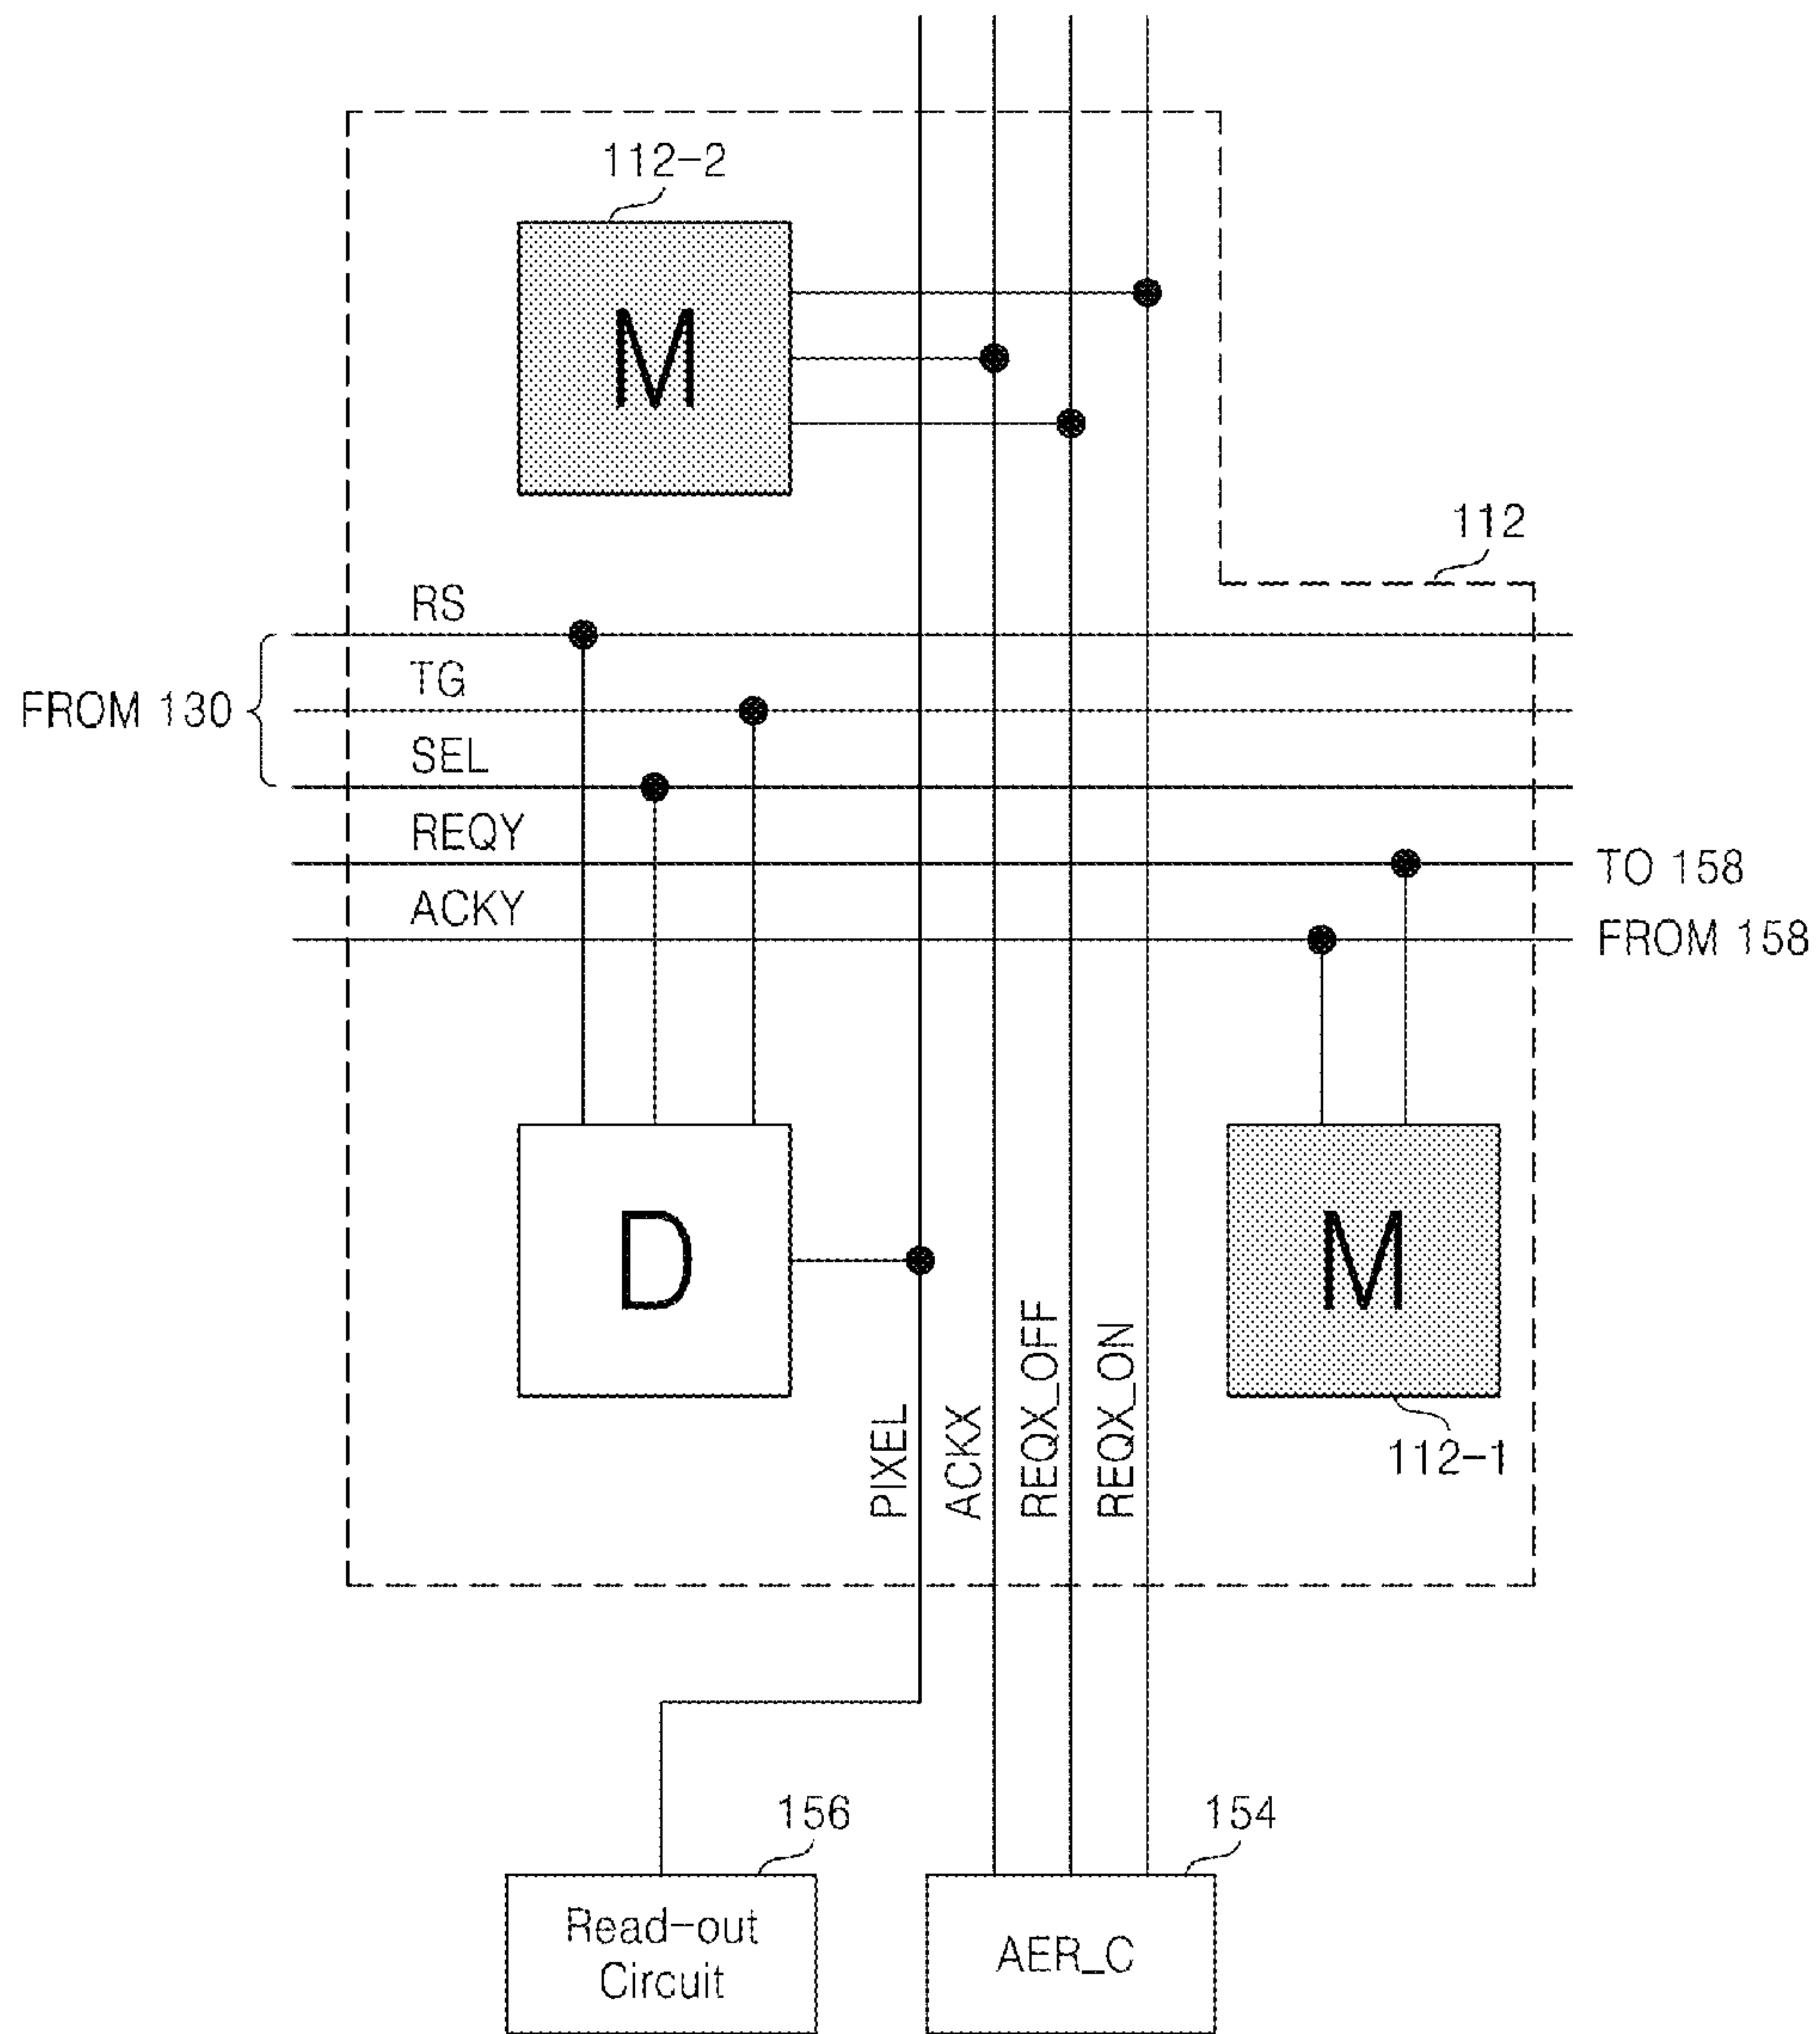 112-2
M
112
RS
TG
FROM 130
SEL
REQY
TO 158
ACKY
FROM 158
D
M
PIXEL
ACKX
REQX_OFF
REQX_ON
112-1
156
154
Read-out
Circuit
AER_C